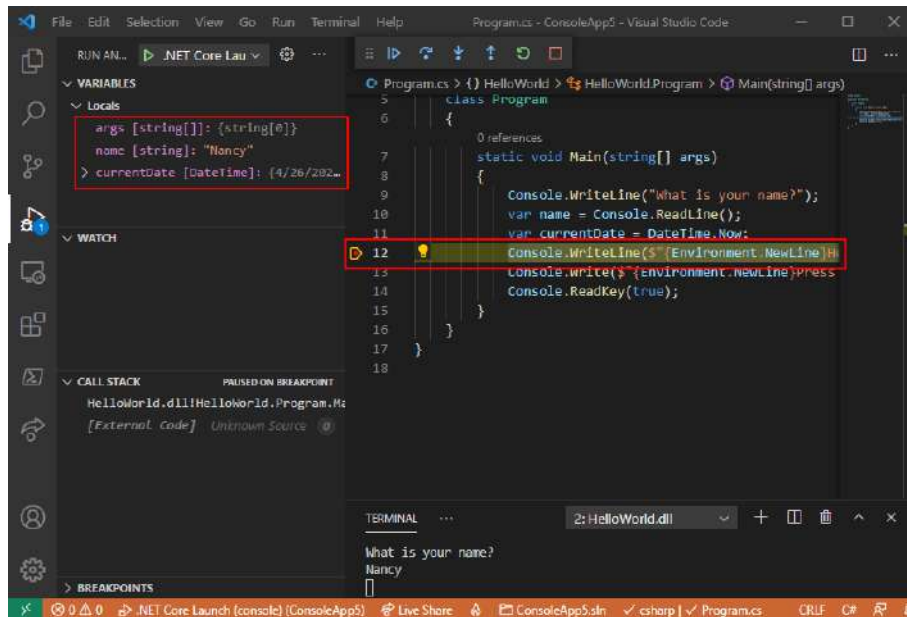 File Edit Selection View Go Run Terminal Help Program.cs - ConsoleApp5 - Visual Studio Code
RUN AN... .NET Core Lau
VARIABLES
Locals
args [string[]]: {string[0]}
name [string]: "Nancy"
currentDate [DateTime]: {4/26/202...
WATCH
CALL STACK PAUSED ON BREAKPOINT
HelloWorld.dll!HelloWorld.Program.Ma
[External Code] Unknown Source 0
BREAKPOINTS
Program.cs > {} HelloWorld > HelloWorld.Program > Main(string[] args)
5 class Program
6 {
0 references
7 static void Main(string[] args)
8 {
9 Console.WriteLine("What is your name?");
10 var name = Console.ReadLine();
11 var currentDate = DateTime.Now;
12 Console.WriteLine($"{Environment.NewLine}H
13 Console.Write($"{Environment.NewLine}Press
14 Console.ReadKey(true);
15 }
16 }
17 }
18
TERMINAL ... 2: HelloWorld.dll
What is your name?
Nancy
0 0 0 .NET Core Launch (console) (ConsoleApp5) Live Share ConsoleApp5.sln csharp | Program.cs CRLF C#